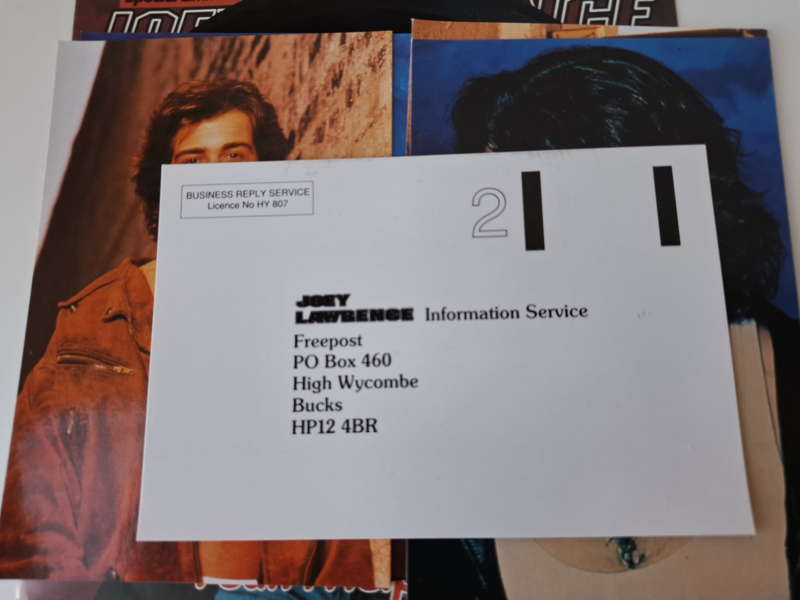 JOEY
BUSINESS REPLY SERVICE
Licence No HY 807
2
JOEY
LAWRENCE Information Service
Freepost
PO Box 460
High Wycombe
Bucks
HP12 4BR